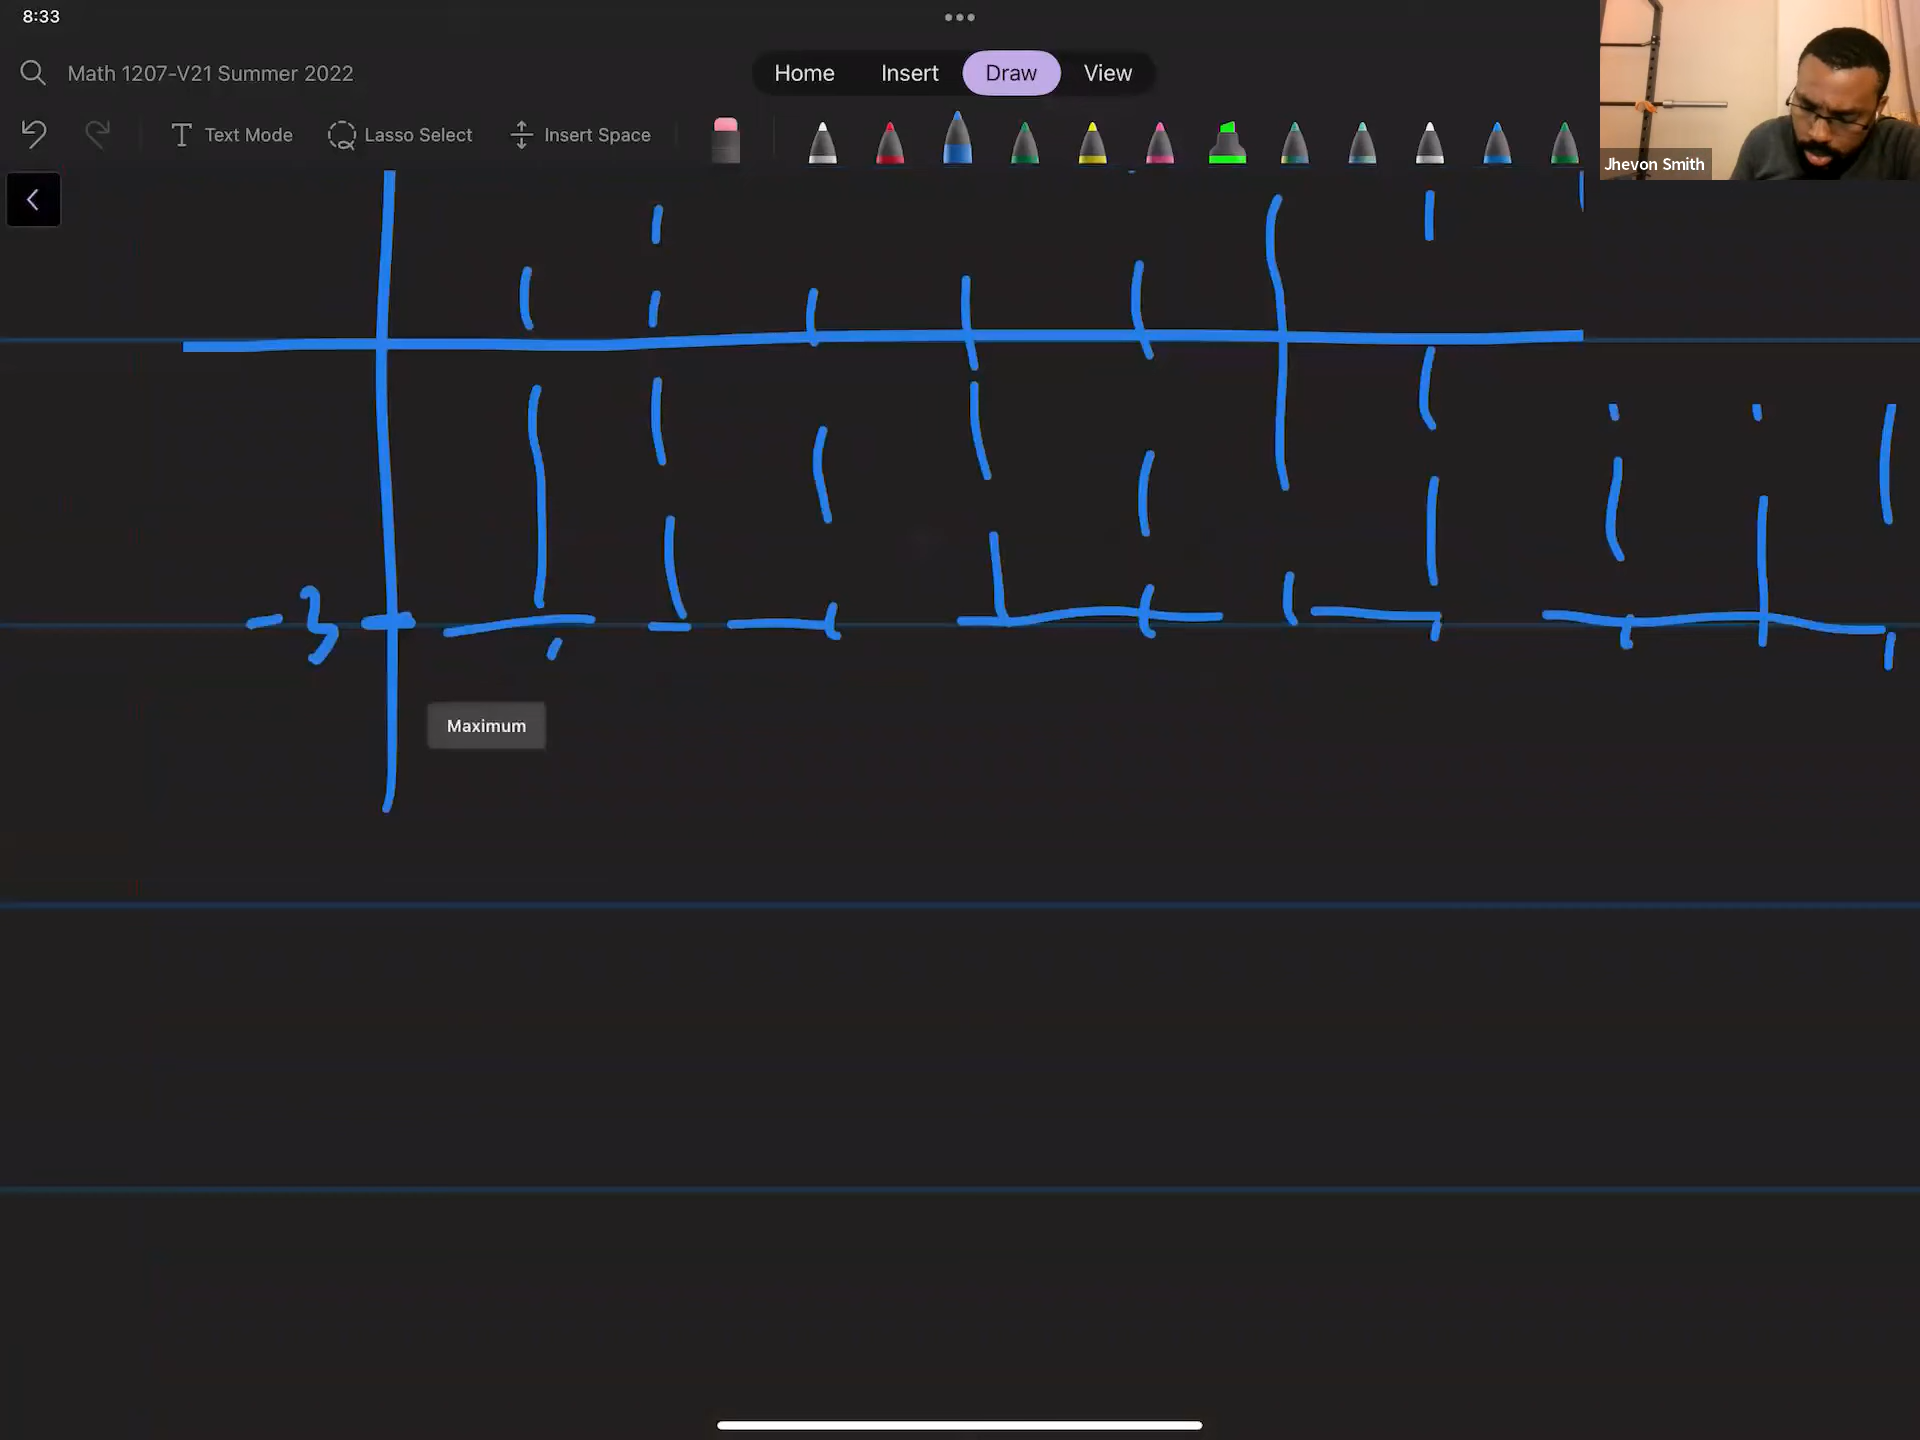 8:33
Math 1207-V21 Summer 2022
Home Insert Draw View
Text Mode Lasso Select Insert Space
Jhevon Smith
-3
Maximum